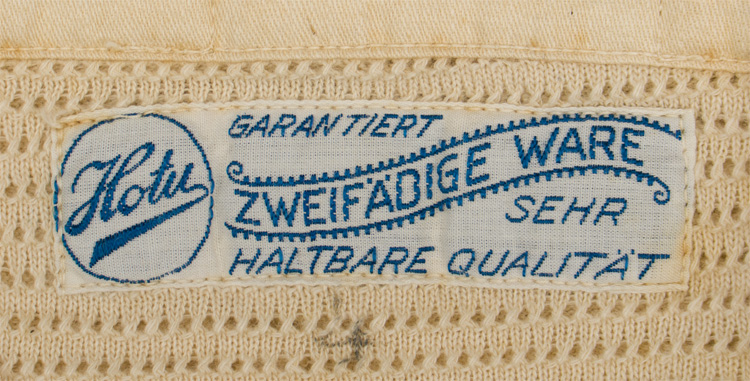 Hotu
GARANTIERT
ZWEIFÄDIGE WARE
SEHR
HALTBARE QUALITÄT